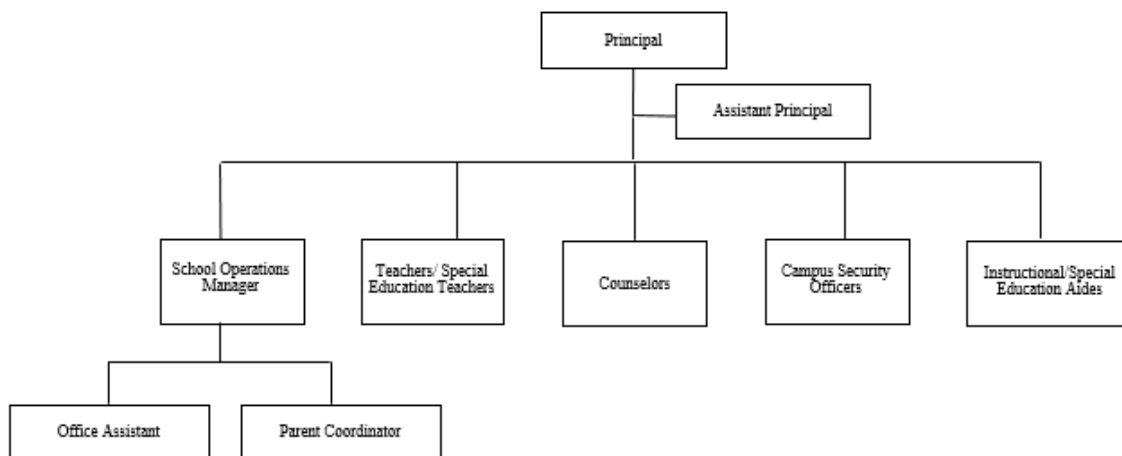 Principal
Assistant Principal
School Operations
Manager
Teachers/ Special
Education Teachers
Counselors
Campus Security
Officers
Instructional/Special
Education Aides
Office Assistant
Parent Coordinator